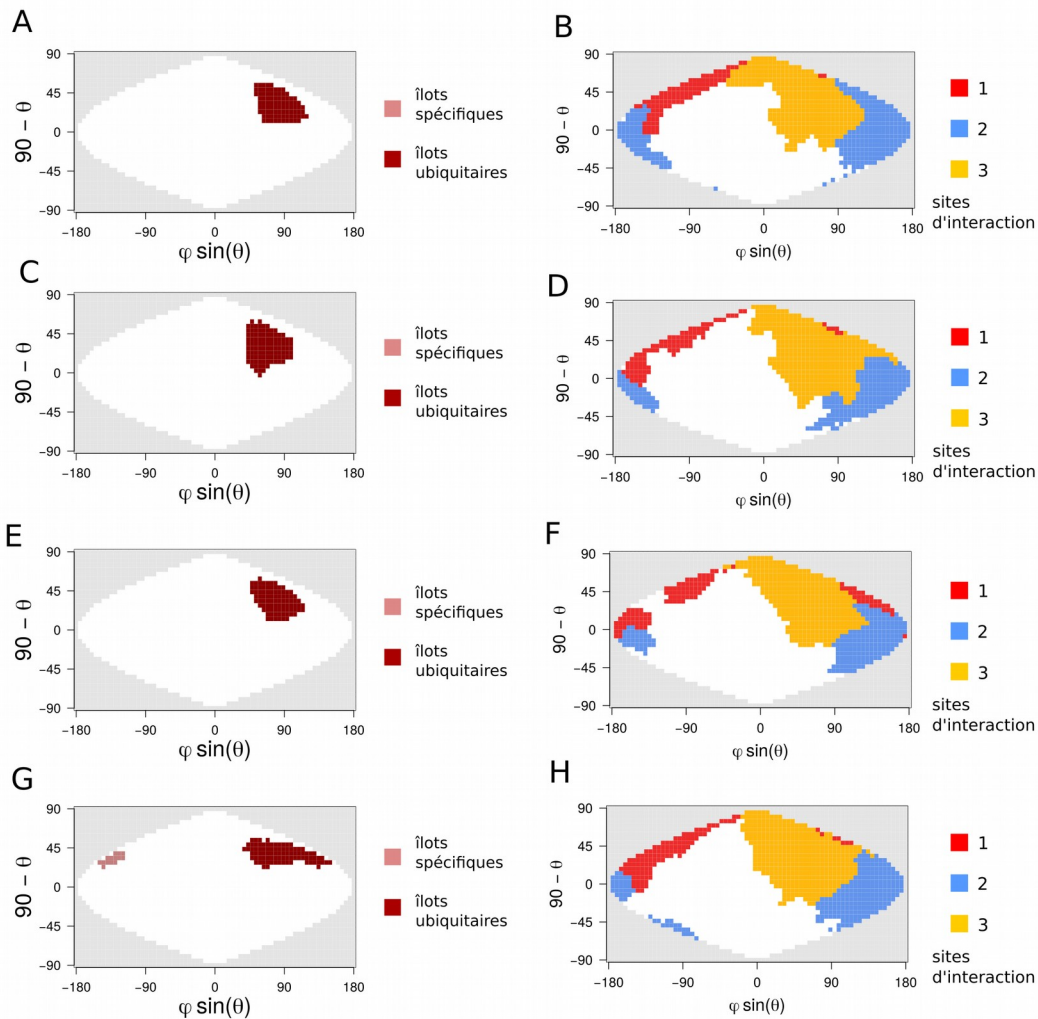 A
90
45
0
−45
−90
90 − θ
−180
−90
0
90
180
φ sin(θ)
îlots
spécifiques
îlots
ubiquitaires
B
90
45
0
−45
−90
90 − θ
−180
−90
0
90
180
φ sin(θ)
1
2
3
sites
d'interaction
C
90
45
0
−45
−90
90 − θ
−180
−90
0
90
180
φ sin(θ)
îlots
spécifiques
îlots
ubiquitaires
D
90
45
0
−45
−90
90 − θ
−180
−90
0
90
180
φ sin(θ)
1
2
3
sites
d'interaction
E
90
45
0
−45
−90
90 − θ
−180
−90
0
90
180
φ sin(θ)
îlots
spécifiques
îlots
ubiquitaires
F
90
45
0
−45
−90
90 − θ
−180
−90
0
90
180
φ sin(θ)
1
2
3
sites
d'interaction
G
90
45
0
−45
−90
90 − θ
−180
−90
0
90
180
φ sin(θ)
îlots
spécifiques
îlots
ubiquitaires
H
90
45
0
−45
−90
90 − θ
−180
−90
0
90
180
φ sin(θ)
1
2
3
sites
d'interaction